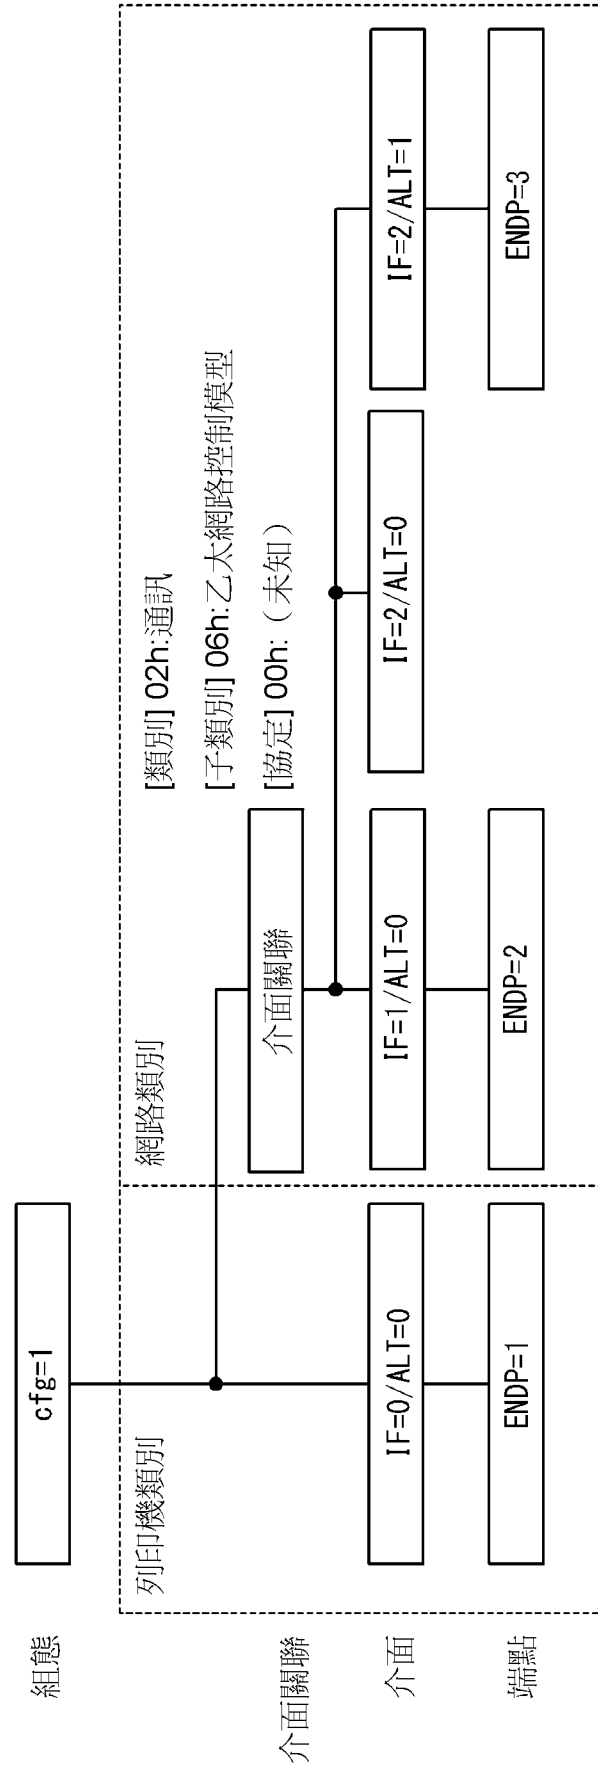 組態
cfg=1
列印機類別
網路類別
[類別] 02h:通訊
[子類別] 06h:乙太網路控制模型
[協定] 00h:（未知）
介面關聯
介面關聯
介面
IF=0/ALT=0
IF=1/ALT=0
IF=2/ALT=0
IF=2/ALT=1
端點
ENDP=1
ENDP=2
ENDP=3